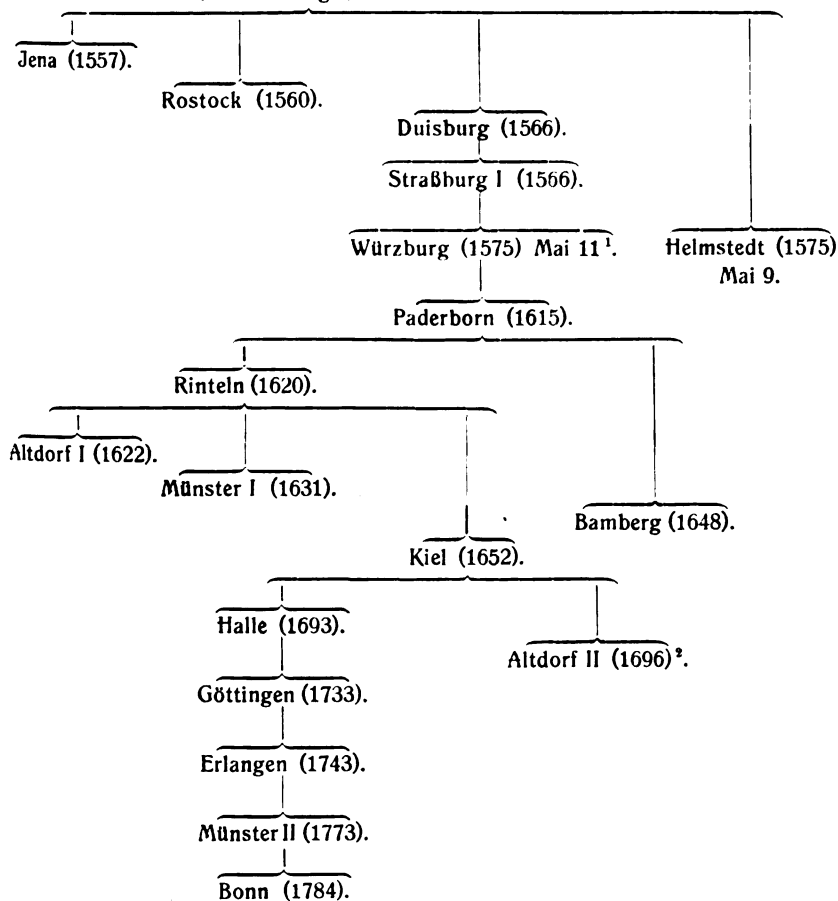 Jena (1557).
Rostock (1560).
Duisburg (1566).
Straßburg I (1566).
Würzburg (1575) Mai 11¹.
Helmstedt (1575)
Mai 9.
Paderborn (1615).
Rinteln (1620).
Altdorf I (1622).
Münster I (1631).
Bamberg (1648).
Kiel (1652).
Halle (1693).
Altdorf II (1696)².
Göttingen (1733).
Erlangen (1743).
Münster II (1773).
Bonn (1784).